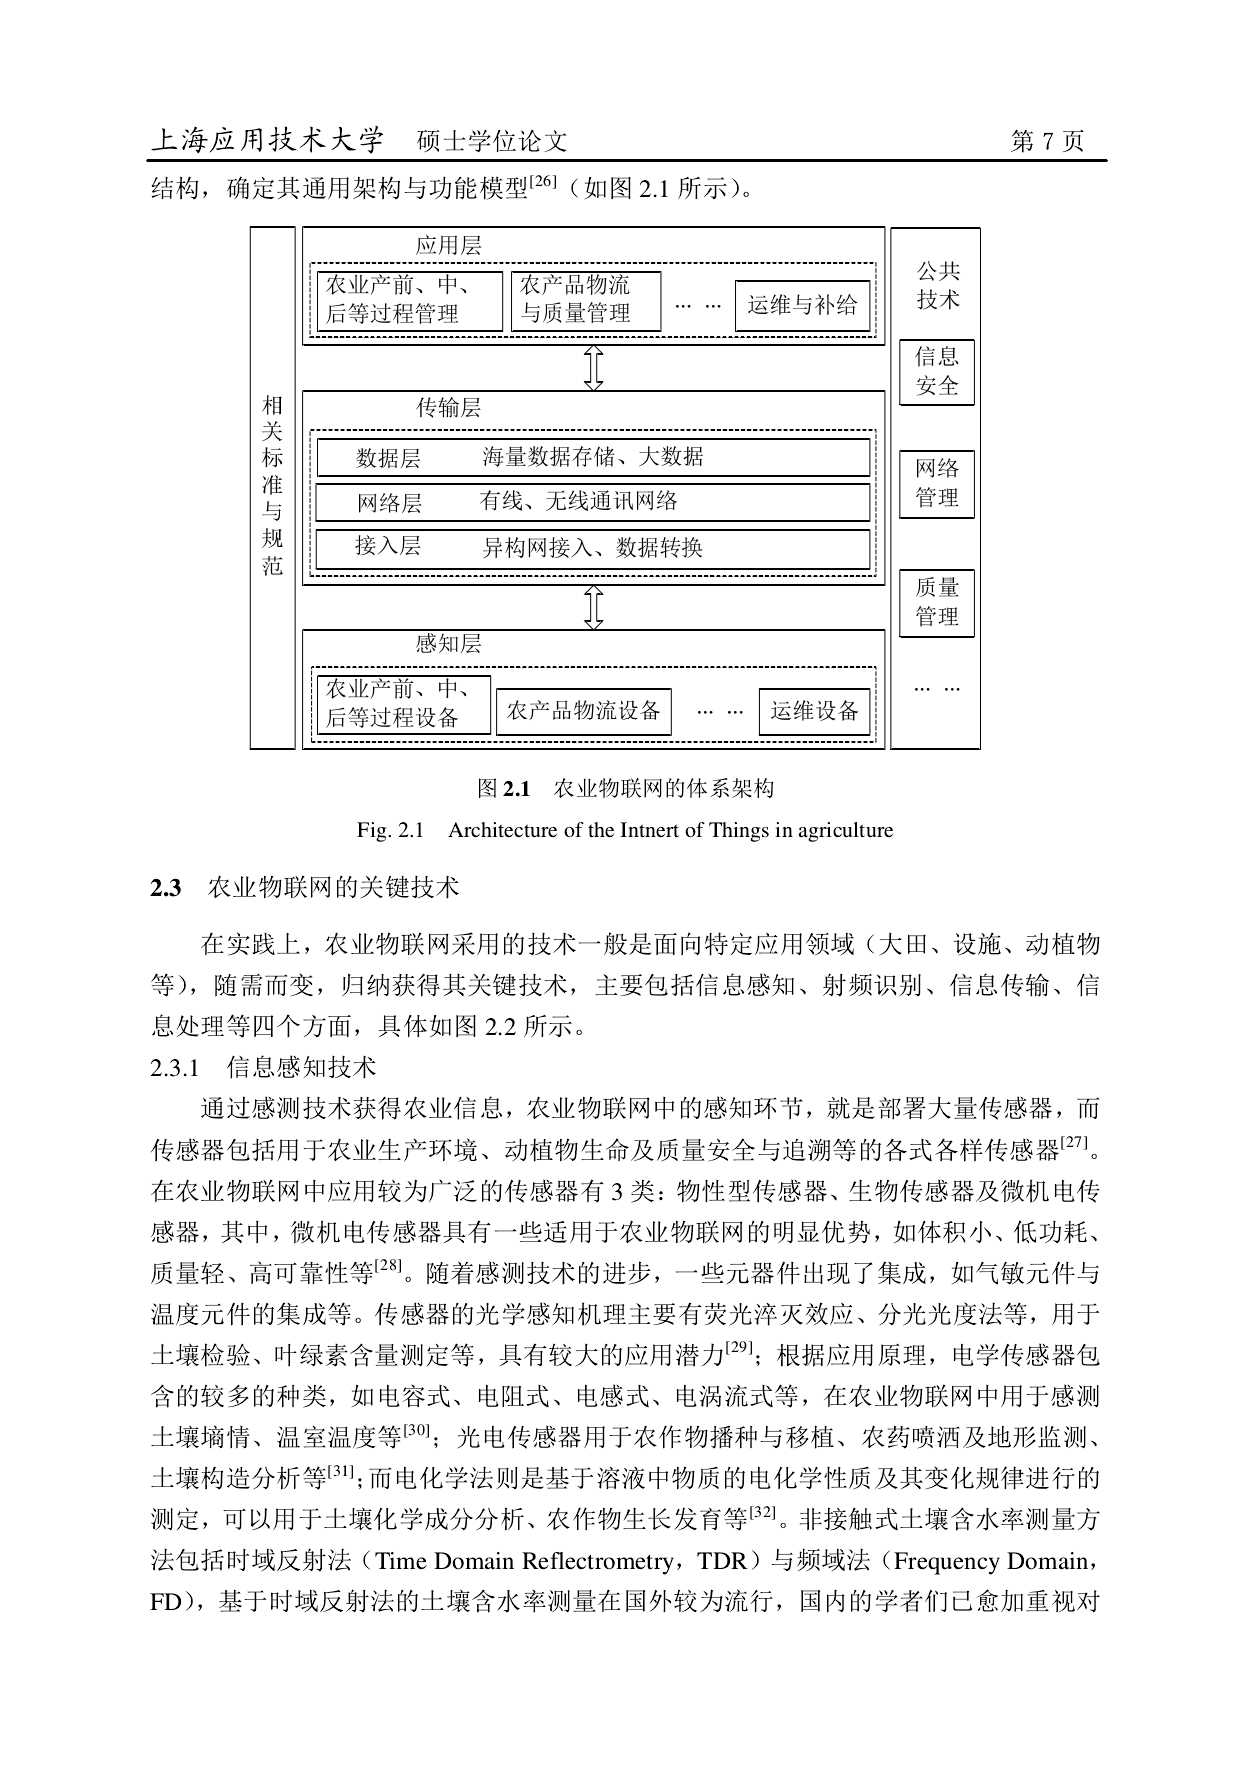 上海应用技术大学 硕士学位论文 第 7 页
结构，确定其通用架构与功能模型[26]（如图 2.1 所示）。
相关标准与规范
应用层
农业产前、中、
后等过程管理
农产品物流
与质量管理
… …
运维与补给
传输层
数据层 海量数据存储、大数据
网络层 有线、无线通讯网络
接入层 异构网接入、数据转换
感知层
农业产前、中、
后等过程设备
农产品物流设备
… …
运维设备
公共
技术
信息
安全
网络
管理
质量
管理
… …
图 2.1 农业物联网的体系架构
Fig. 2.1 Architecture of the Intnert of Things in agriculture
2.3 农业物联网的关键技术
在实践上，农业物联网采用的技术一般是面向特定应用领域（大田、设施、动植物
等），随需而变，归纳获得其关键技术，主要包括信息感知、射频识别、信息传输、信
息处理等四个方面，具体如图 2.2 所示。
2.3.1 信息感知技术
通过感测技术获得农业信息，农业物联网中的感知环节，就是部署大量传感器，而
传感器包括用于农业生产环境、动植物生命及质量安全与追溯等的各式各样传感器[27]。
在农业物联网中应用较为广泛的传感器有 3 类：物性型传感器、生物传感器及微机电传
感器，其中，微机电传感器具有一些适用于农业物联网的明显优势，如体积小、低功耗、
质量轻、高可靠性等[28]。随着感测技术的进步，一些元器件出现了集成，如气敏元件与
温度元件的集成等。传感器的光学感知机理主要有荧光淬灭效应、分光光度法等，用于
土壤检验、叶绿素含量测定等，具有较大的应用潜力[29]；根据应用原理，电学传感器包
含的较多的种类，如电容式、电阻式、电感式、电涡流式等，在农业物联网中用于感测
土壤墒情、温室温度等[30]；光电传感器用于农作物播种与移植、农药喷洒及地形监测、
土壤构造分析等[31]；而电化学法则是基于溶液中物质的电化学性质及其变化规律进行的
测定，可以用于土壤化学成分分析、农作物生长发育等[32]。非接触式土壤含水率测量方
法包括时域反射法（Time Domain Reflectrometry，TDR）与频域法（Frequency Domain，
FD），基于时域反射法的土壤含水率测量在国外较为流行，国内的学者们已愈加重视对